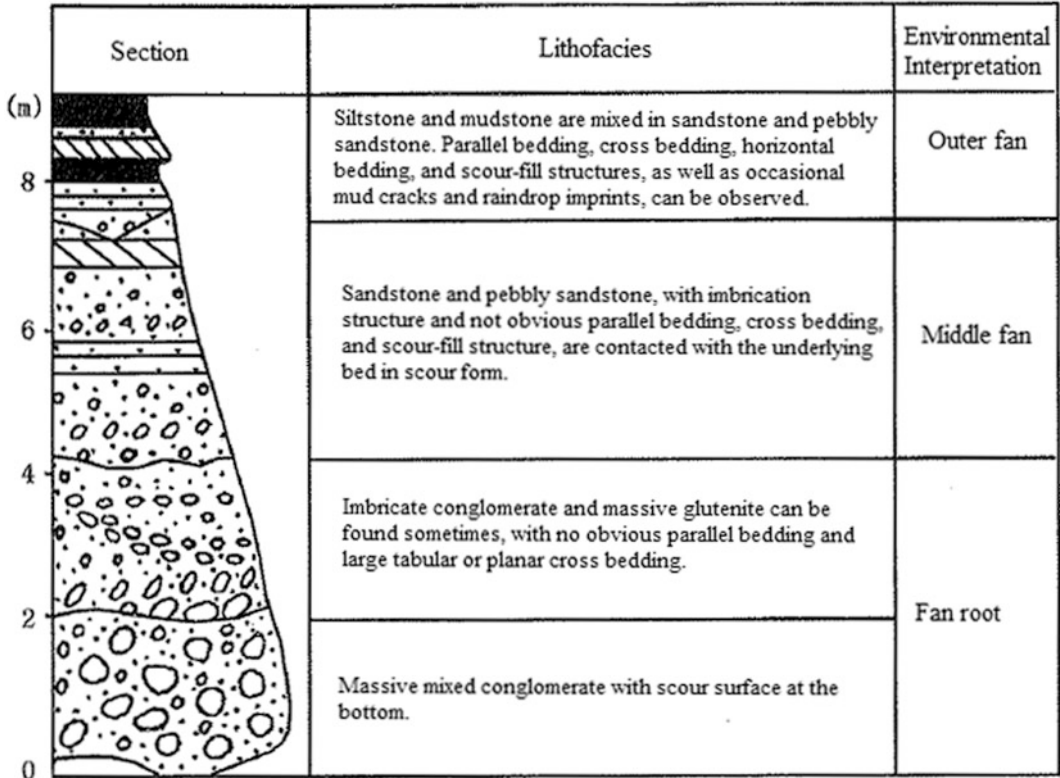 Section
Lithofacies
Environmental
Interpretation
(m)
8
6
4
2
0
Siltstone and mudstone are mixed in sandstone and pebbly
sandstone. Parallel bedding, cross bedding, horizontal
bedding, and scour-fill structures, as well as occasional
mud cracks and raindrop imprints, can be observed.
Outer fan
Sandstone and pebbly sandstone, with imbrication
structure and not obvious parallel bedding, cross bedding,
and scour-fill structure, are contacted with the underlying
bed in scour form.
Middle fan
Imbricate conglomerate and massive glutenite can be
found sometimes, with no obvious parallel bedding and
large tabular or planar cross bedding.
Fan root
Massive mixed conglomerate with scour surface at the
bottom.